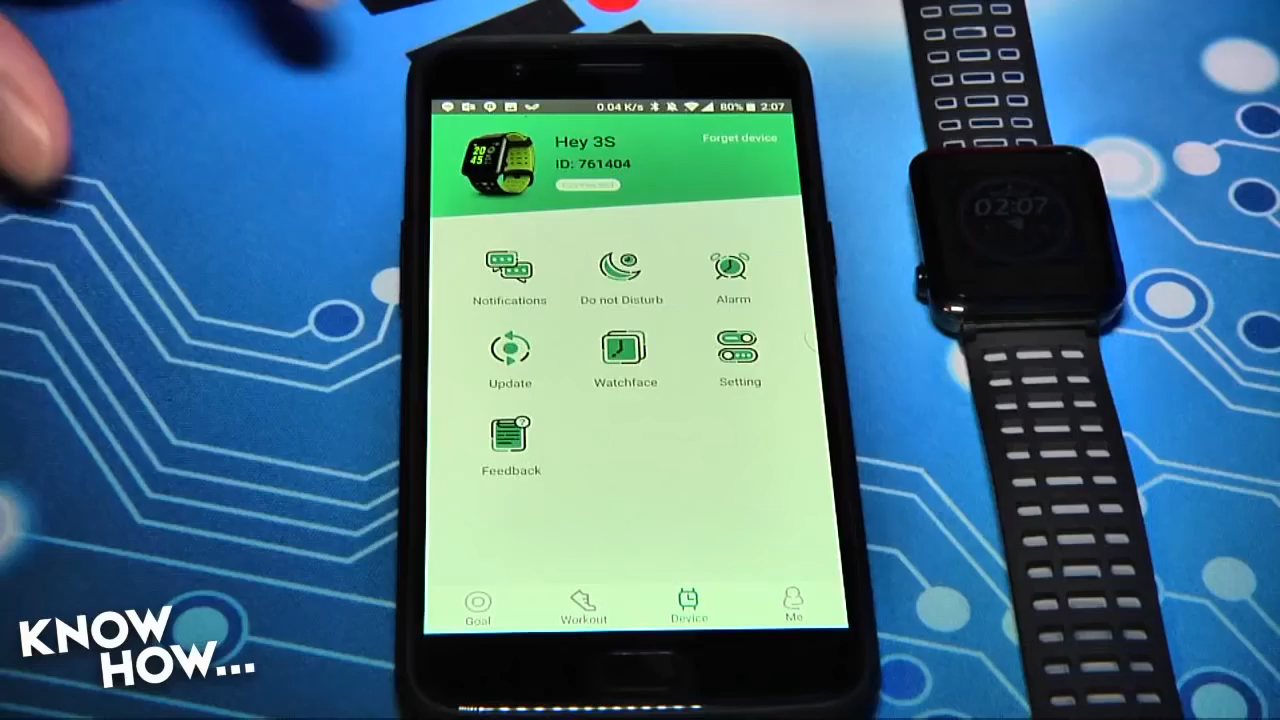 0.04 K/s 80% 2:07
Hey 3S
Forget device
ID: 761404
Connected
02:07
Notifications
Do not Disturb
Alarm
Update
Watchface
Setting
Feedback
Goal
Workout
Device
Me
KNOW
HOW...